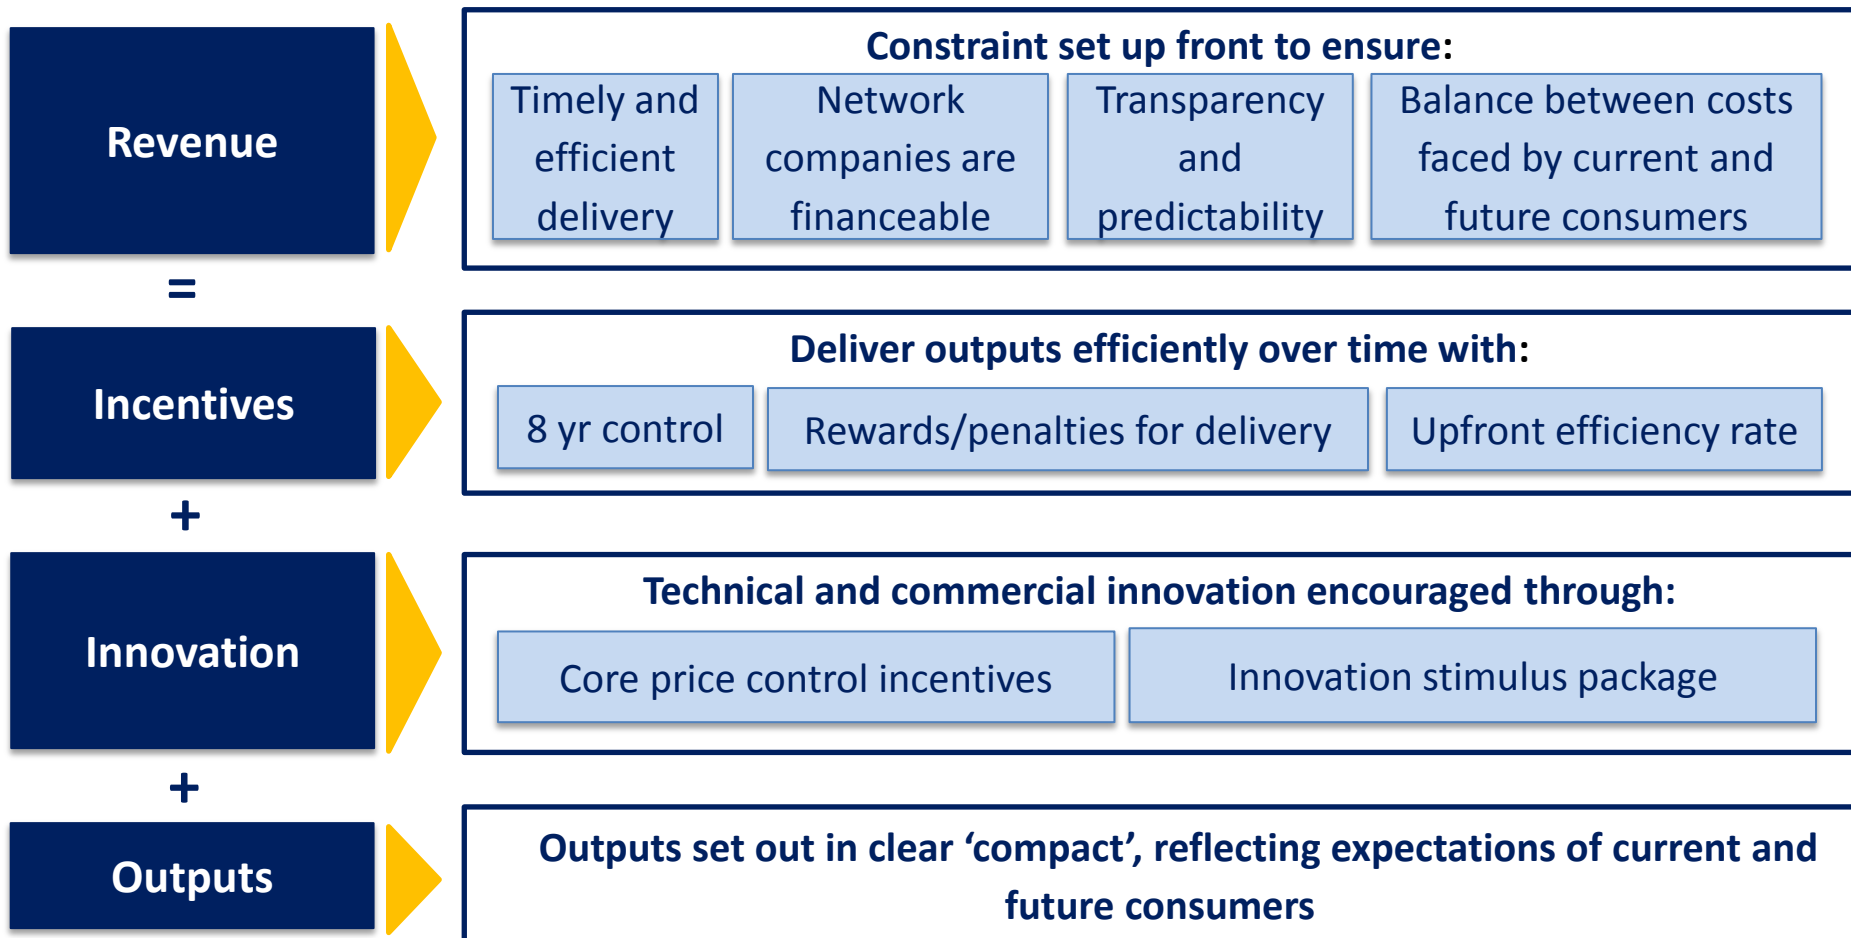 Revenue
Constraint set up front to ensure:
Timely and
efficient
delivery
Network
companies are
financeable
Transparency
and
predictability
Balance between costs
faced by current and
future consumers
=
Incentives
Deliver outputs efficiently over time with:
8 yr control
Rewards/penalties for delivery
Upfront efficiency rate
+
Innovation
Technical and commercial innovation encouraged through:
Core price control incentives
Innovation stimulus package
+
Outputs
Outputs set out in clear ‘compact’, reflecting expectations of current and
future consumers